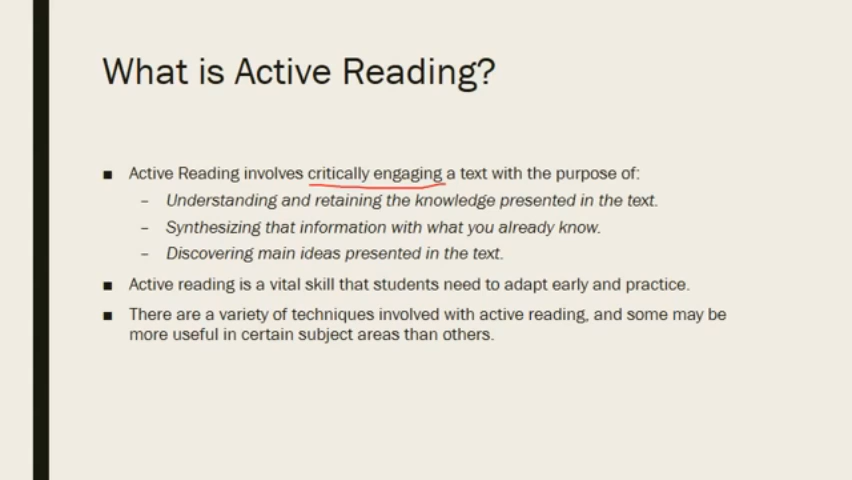 What is Active Reading?
■ Active Reading involves critically engaging a text with the purpose of:
– Understanding and retaining the knowledge presented in the text.
– Synthesizing that information with what you already know.
– Discovering main ideas presented in the text.
■ Active reading is a vital skill that students need to adapt early and practice.
■ There are a variety of techniques involved with active reading, and some may be
more useful in certain subject areas than others.